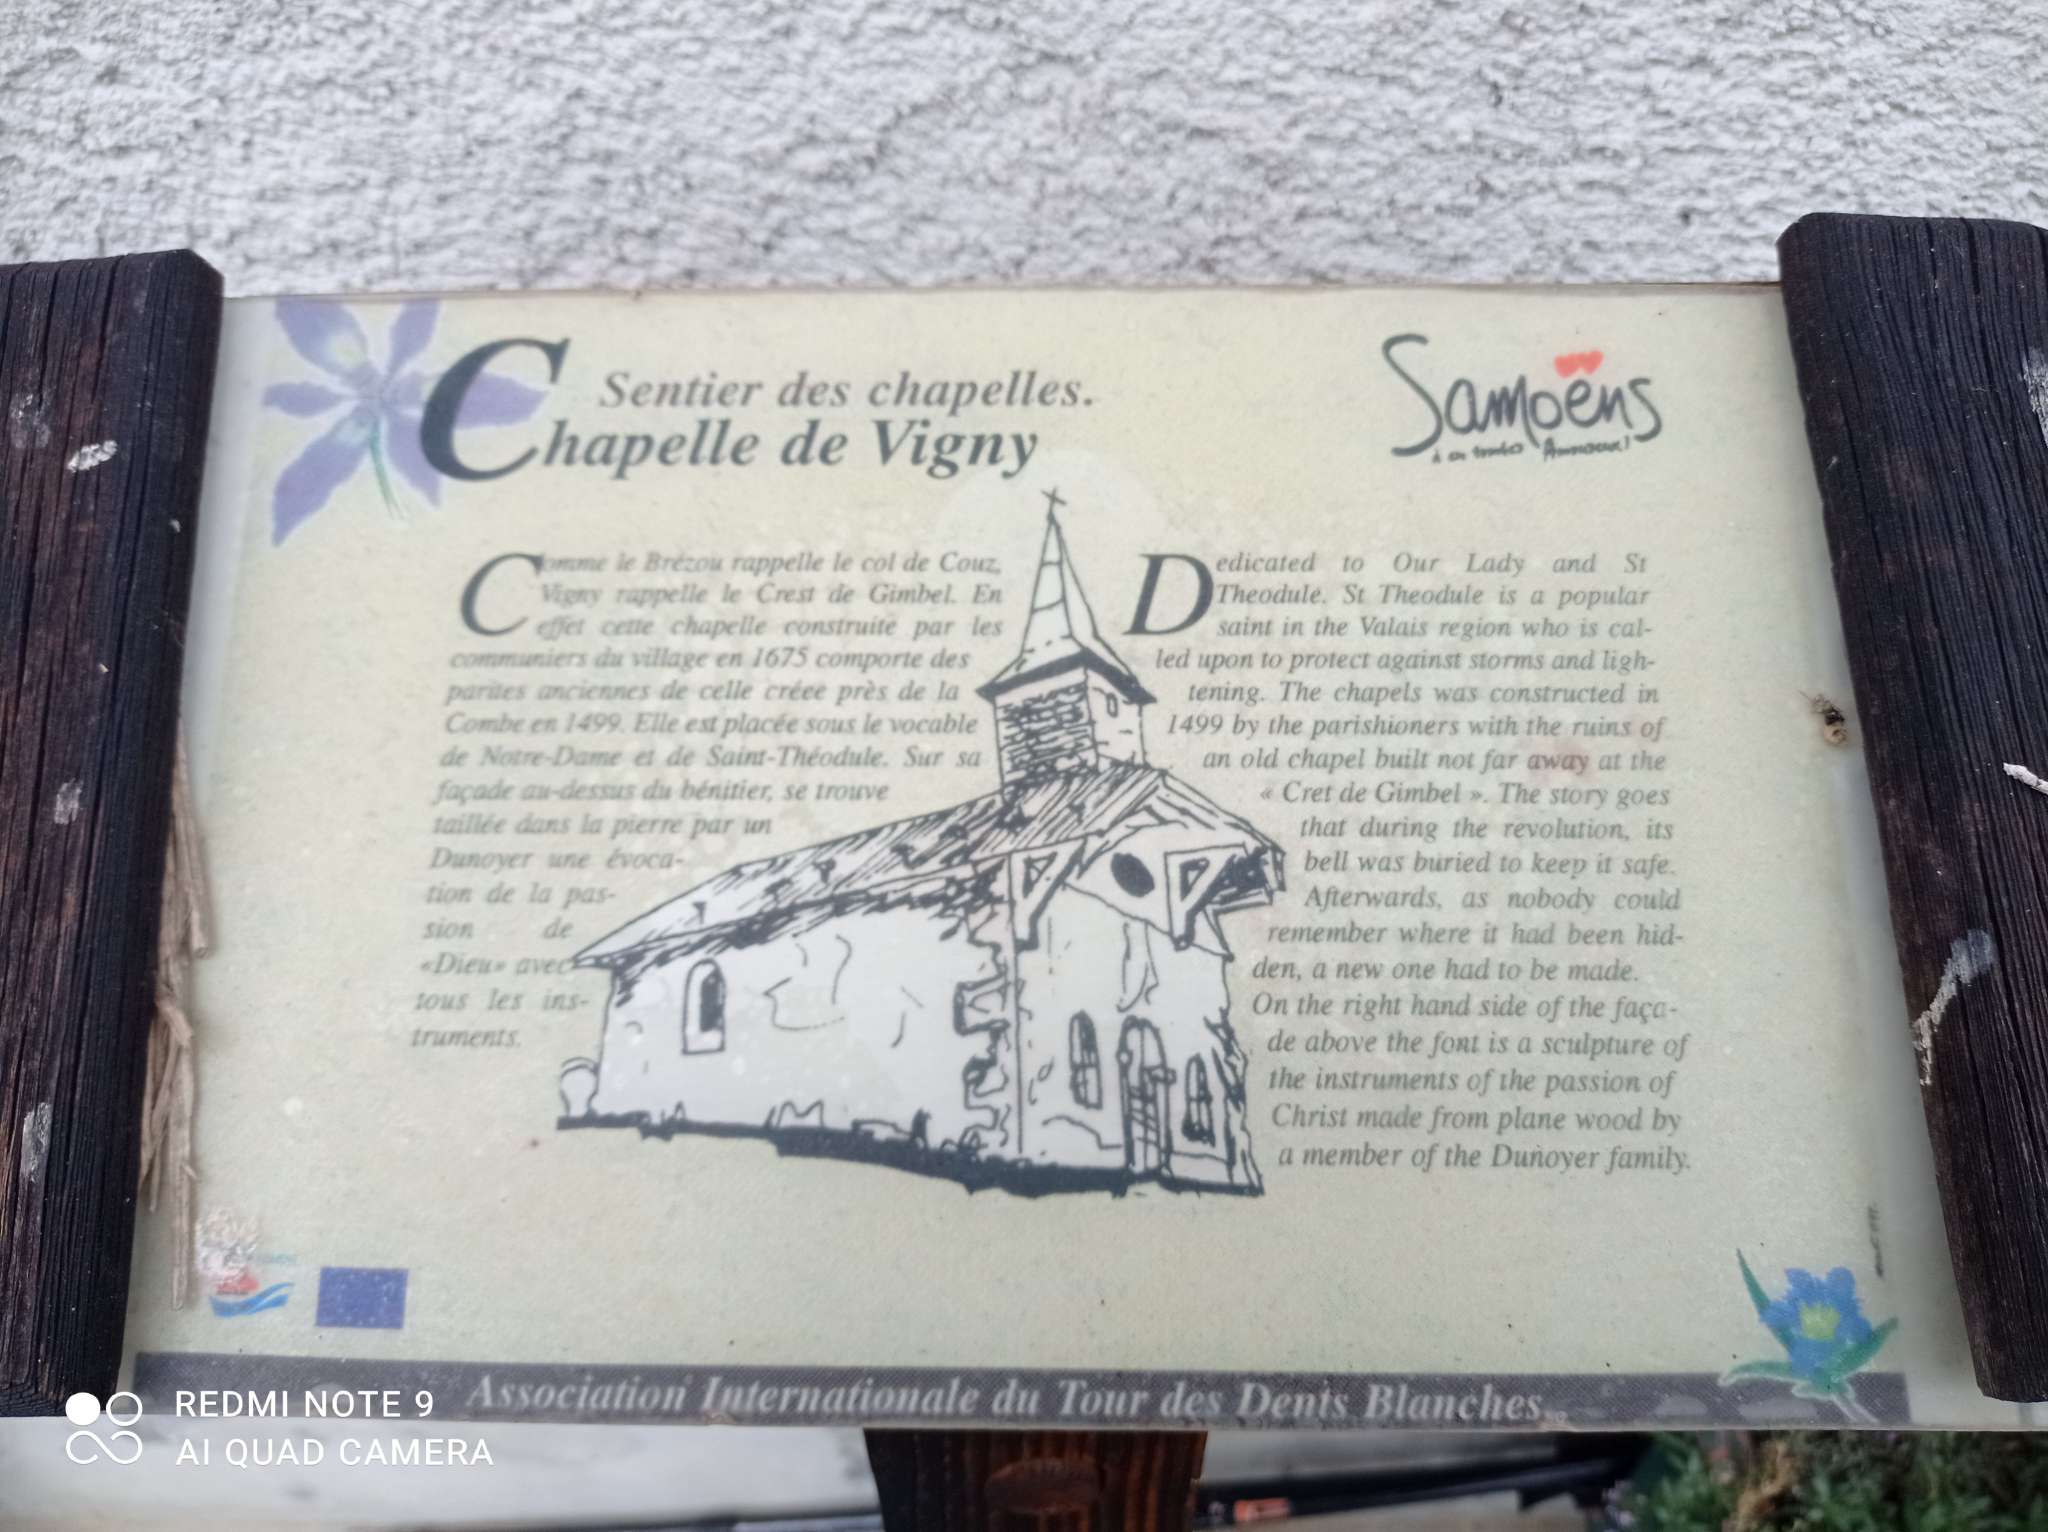 Sentier des chapelles.
Chapelle de Vigny
Samoëns
Comme le Brézou rappelle le col de Couz,
Vigny rappelle le Crest de Gimbel. En
effet cette chapelle construite par les
communiers du village en 1675 comporte des
parties anciennes de celle créée près de la
Combe en 1499. Elle est placée sous le vocable
de Notre-Dame et de Saint-Théodule. Sur sa
façade au-dessus du bénitier, se trouve
taillée dans la pierre par un
Dunoyer une évoca-
tion de la pas-
sion de
«Dieu» avec
tous les ins-
truments.
Dedicated to Our Lady and St
Theodule. St Theodule is a popular
saint in the Valais region who is cal-
led upon to protect against storms and ligh-
tening. The chapels was constructed in
1499 by the parishioners with the ruins of
an old chapel built not far away at the
« Cret de Gimbel ». The story goes
that during the revolution, its
bell was buried to keep it safe.
Afterwards, as nobody could
remember where it had been hid-
den, a new one had to be made.
On the right hand side of the faça-
de above the font is a sculpture of
the instruments of the passion of
Christ made from plane wood by
a member of the Dunoyer family.
Association Internationale du Tour des Dents Blanches
REDMI NOTE 9
AI QUAD CAMERA